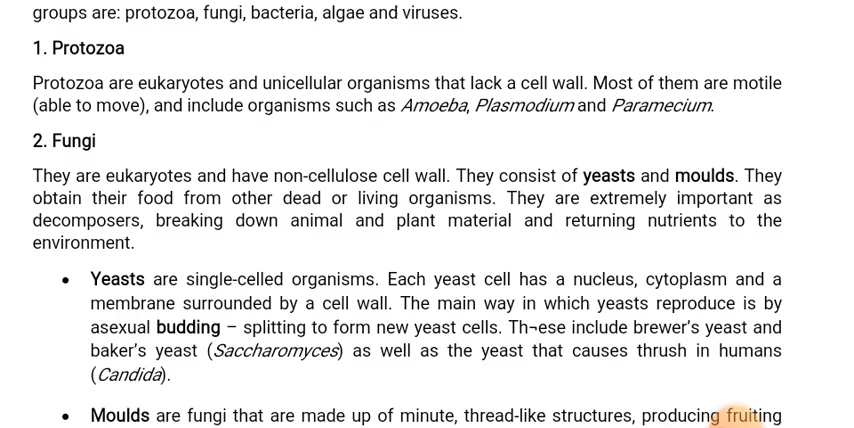 groups are: protozoa, fungi, bacteria, algae and viruses.
1. Protozoa
Protozoa are eukaryotes and unicellular organisms that lack a cell wall. Most of them are motile
(able to move), and include organisms such as Amoeba, Plasmodium and Paramecium.
2. Fungi
They are eukaryotes and have non-cellulose cell wall. They consist of yeasts and moulds. They
obtain their food from other dead or living organisms. They are extremely important as
decomposers, breaking down animal and plant material and returning nutrients to the
environment.
• Yeasts are single-celled organisms. Each yeast cell has a nucleus, cytoplasm and a
membrane surrounded by a cell wall. The main way in which yeasts reproduce is by
asexual budding – splitting to form new yeast cells. Th¬ese include brewer's yeast and
baker's yeast (Saccharomyces) as well as the yeast that causes thrush in humans
(Candida).
• Moulds are fungi that are made up of minute, thread-like structures, producing fruiting